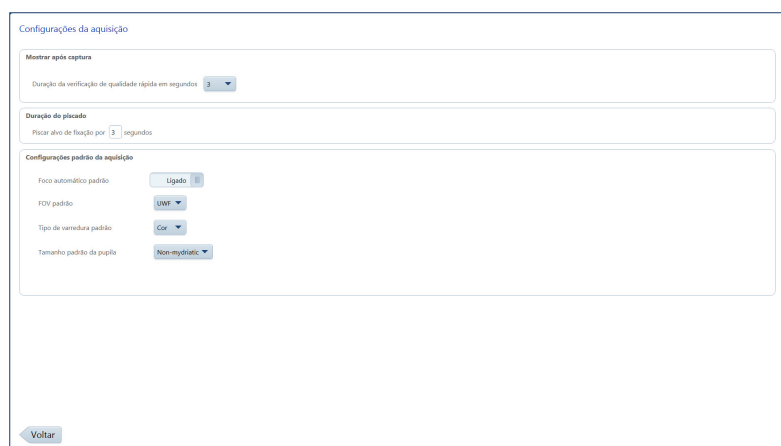 Configurações da aquisição
Mostrar após captura
Duração da verificação de qualidade rápida em segundos 3
Duração do piscado
Piscar alvo de fixação por 3 segundos
Configurações padrão da aquisição
Foco automático padrão Ligado
FOV padrão UWF
Tipo de varredura padrão Cor
Tamanho padrão da pupila Non-mydriatic
Voltar